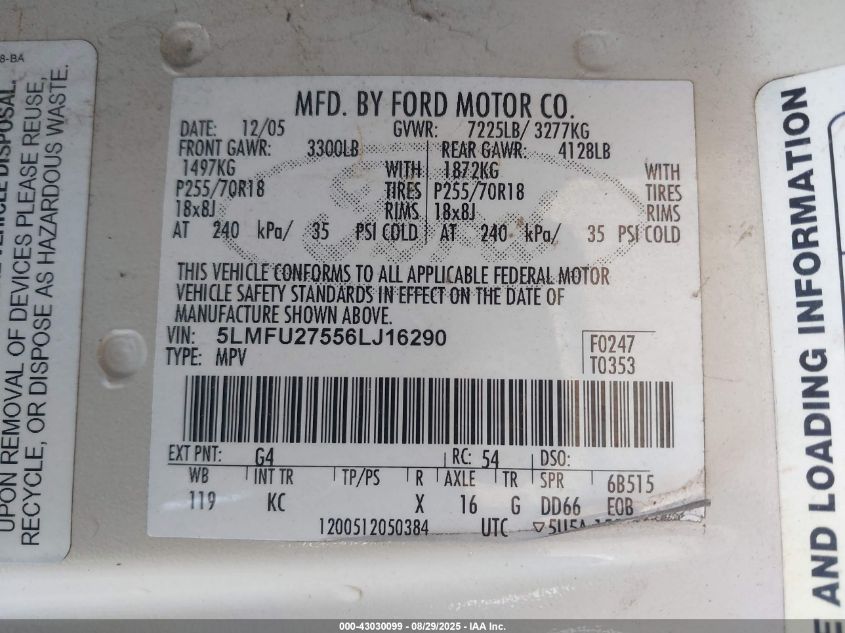 8-BA
VEHICLE DISPOSAL.
UPON REMOVAL OF DEVICES PLEASE REUSE,
RECYCLE, OR DISPOSE AS HAZARDOUS WASTE.
MFD. BY FORD MOTOR CO.
DATE: 12/05 GVWR: 7225LB/ 3277KG
FRONT GAWR: 3300LB REAR GAWR: 4128LB
1497KG WITH 1872KG WITH
P255/70R18 TIRES P255/70R18 TIRES
18x8J RIMS 18x8J RIMS
AT 240 kPa/ 35 PSI COLD AT 240 kPa/ 35 PSI COLD
THIS VEHICLE CONFORMS TO ALL APPLICABLE FEDERAL MOTOR
VEHICLE SAFETY STANDARDS IN EFFECT ON THE DATE OF
MANUFACTURE SHOWN ABOVE.
VIN: 5LMFU27556LJ16290
TYPE: MPV
F0247
T0353
EXT PNT: G4 RC: 54 DSO:
WB INT TR TP/PS R AXLE TR SPR 6B515
119 KC X 16 G DD66 EOB
1200512050384 UTC
E AND LOADING INFORMATION
000-43030099 - 08/29/2025 - IAA Inc.